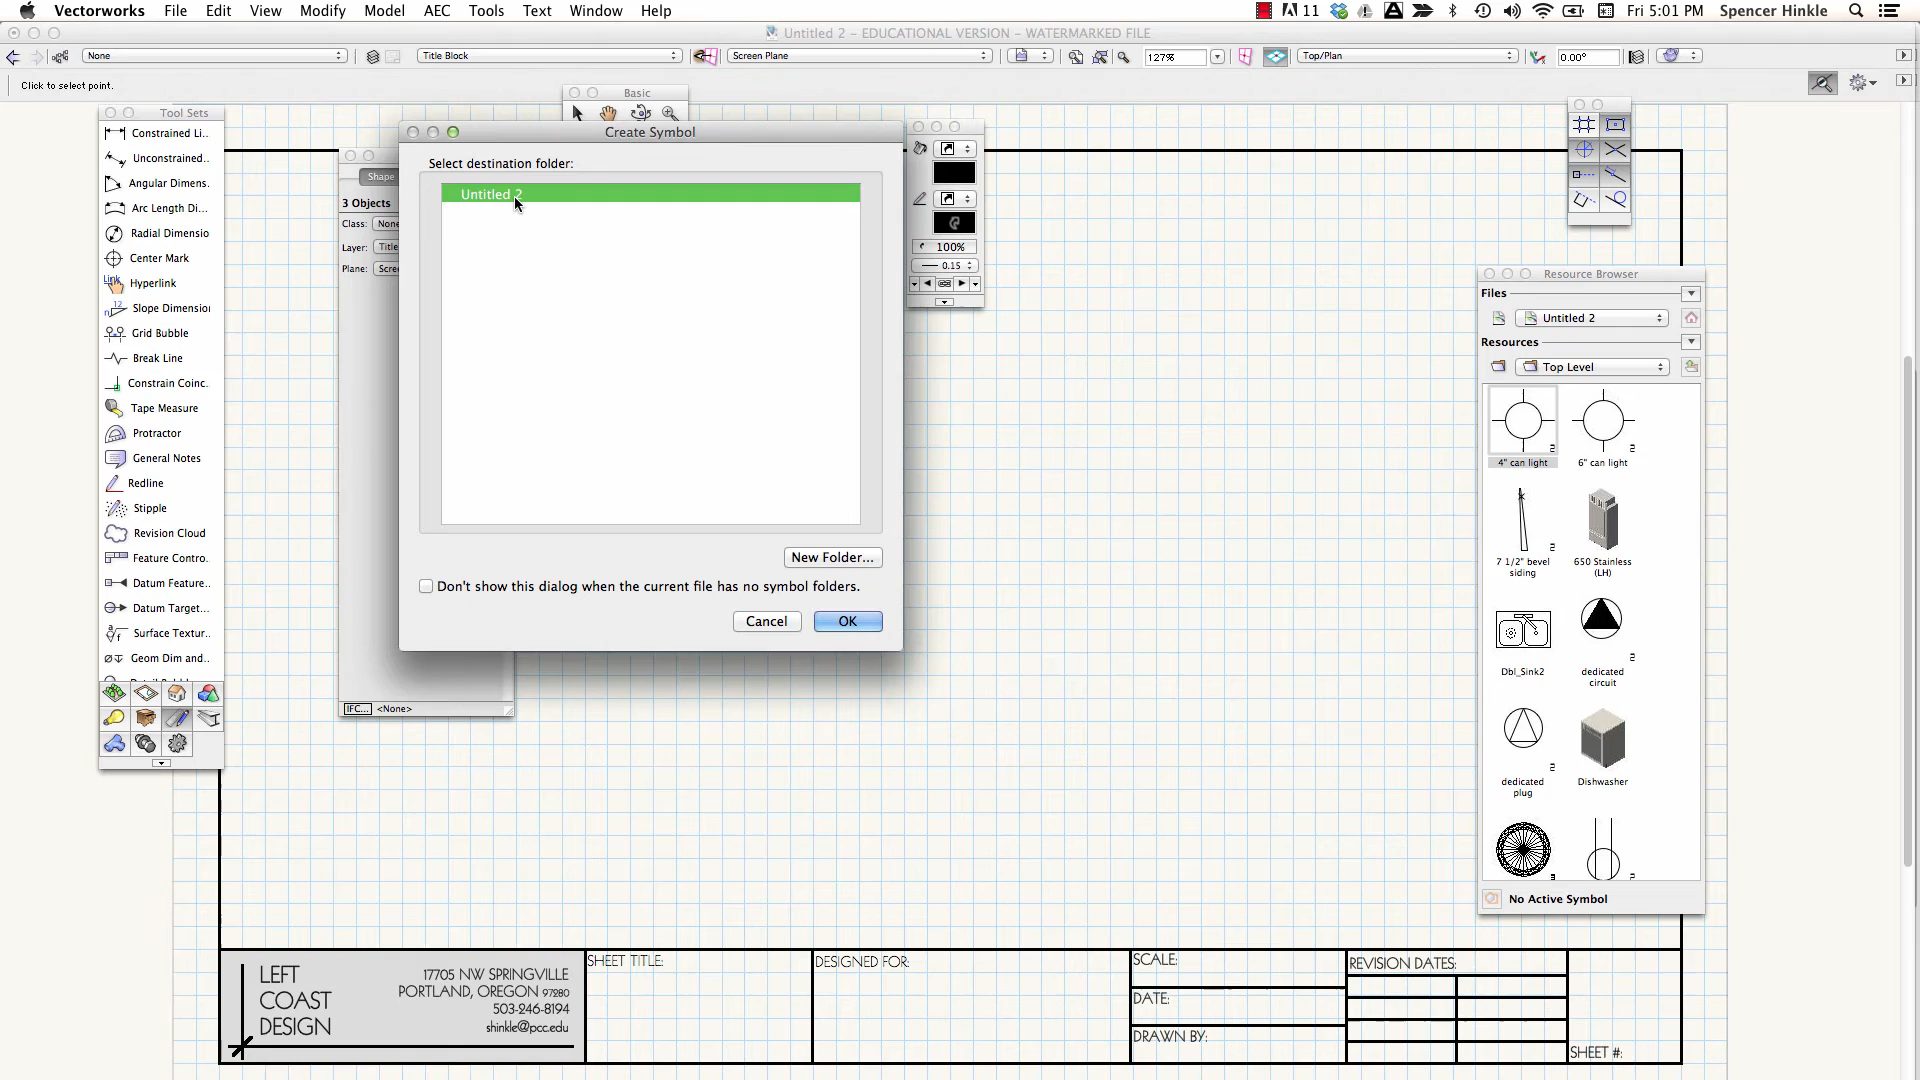 Vectorworks File Edit View Modify Model AEC Tools Text Window Help
11 Fri 5:01 PM Spencer Hinkle
Untitled 2 – EDUCATIONAL VERSION – WATERMARKED FILE
None Title Block Screen Plane 127% Top/Plan 0.00°
Click to select point.
Tool Sets
Constrained Li...
Unconstrained...
Angular Dimens...
Arc Length Di...
Radial Dimensio
Center Mark
Link
Hyperlink
12
n
Slope Dimensior
Grid Bubble
Break Line
Constrain Coinc...
Tape Measure
Protractor
General Notes
Redline
Stipple
Revision Cloud
Feature Contro...
Datum Feature...
Datum Target...
Surface Textur...
Geom Dim and...
Basic
Shape
3 Objects
Class: None
Layer: Title
Plane: Scre
IFC... <None>
Create Symbol
Select destination folder:
Untitled 2
New Folder...
Don't show this dialog when the current file has no symbol folders.
Cancel OK
100%
0.15
Resource Browser
Files
Untitled 2
Resources
Top Level
4" can light 6" can light
7 1/2" bevel siding
650 Stainless (LH)
Dbl_Sink2
dedicated circuit
dedicated plug
Dishwasher
No Active Symbol
LEFT
COAST
DESIGN
17705 NW SPRINGVILLE
PORTLAND, OREGON 97280
503-246-8194
shinkle@pcc.edu
SHEET TITLE:
DESIGNED FOR:
SCALE:
DATE:
DRAWN BY:
REVISION DATES:
SHEET #: